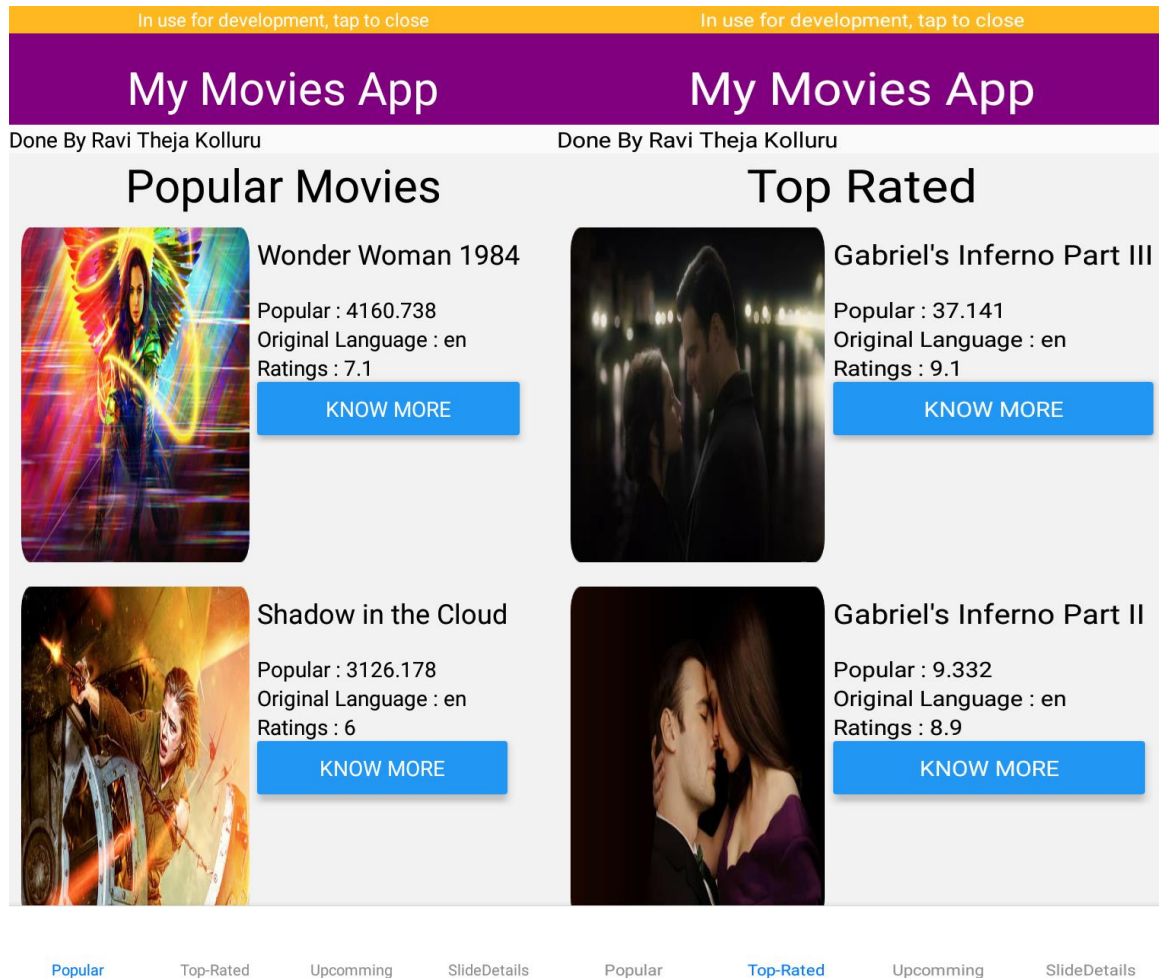 In use for development, tap to close
My Movies App
Done By Ravi Theja Kolluru
Popular Movies
Wonder Woman 1984
Popular : 4160.738
Original Language : en
Ratings : 7.1
KNOW MORE
Shadow in the Cloud
Popular : 3126.178
Original Language : en
Ratings : 6
KNOW MORE
Popular
Top-Rated
Upcomming
SlideDetails
In use for development, tap to close
My Movies App
Done By Ravi Theja Kolluru
Top Rated
Gabriel's Inferno Part III
Popular : 37.141
Original Language : en
Ratings : 9.1
KNOW MORE
Gabriel's Inferno Part II
Popular : 9.332
Original Language : en
Ratings : 8.9
KNOW MORE
Popular
Top-Rated
Upcomming
SlideDetails